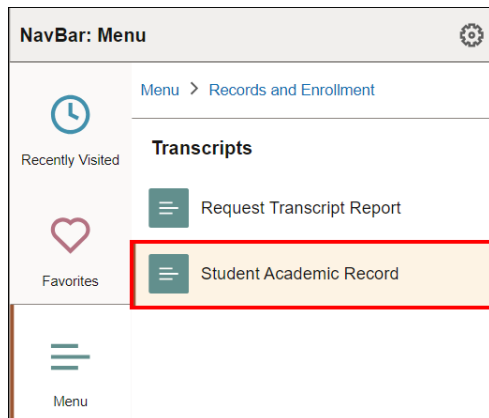 NavBar: Menu
Menu > Records and Enrollment
Recently Visited
Transcripts
Request Transcript Report
Favorites
Student Academic Record
Menu